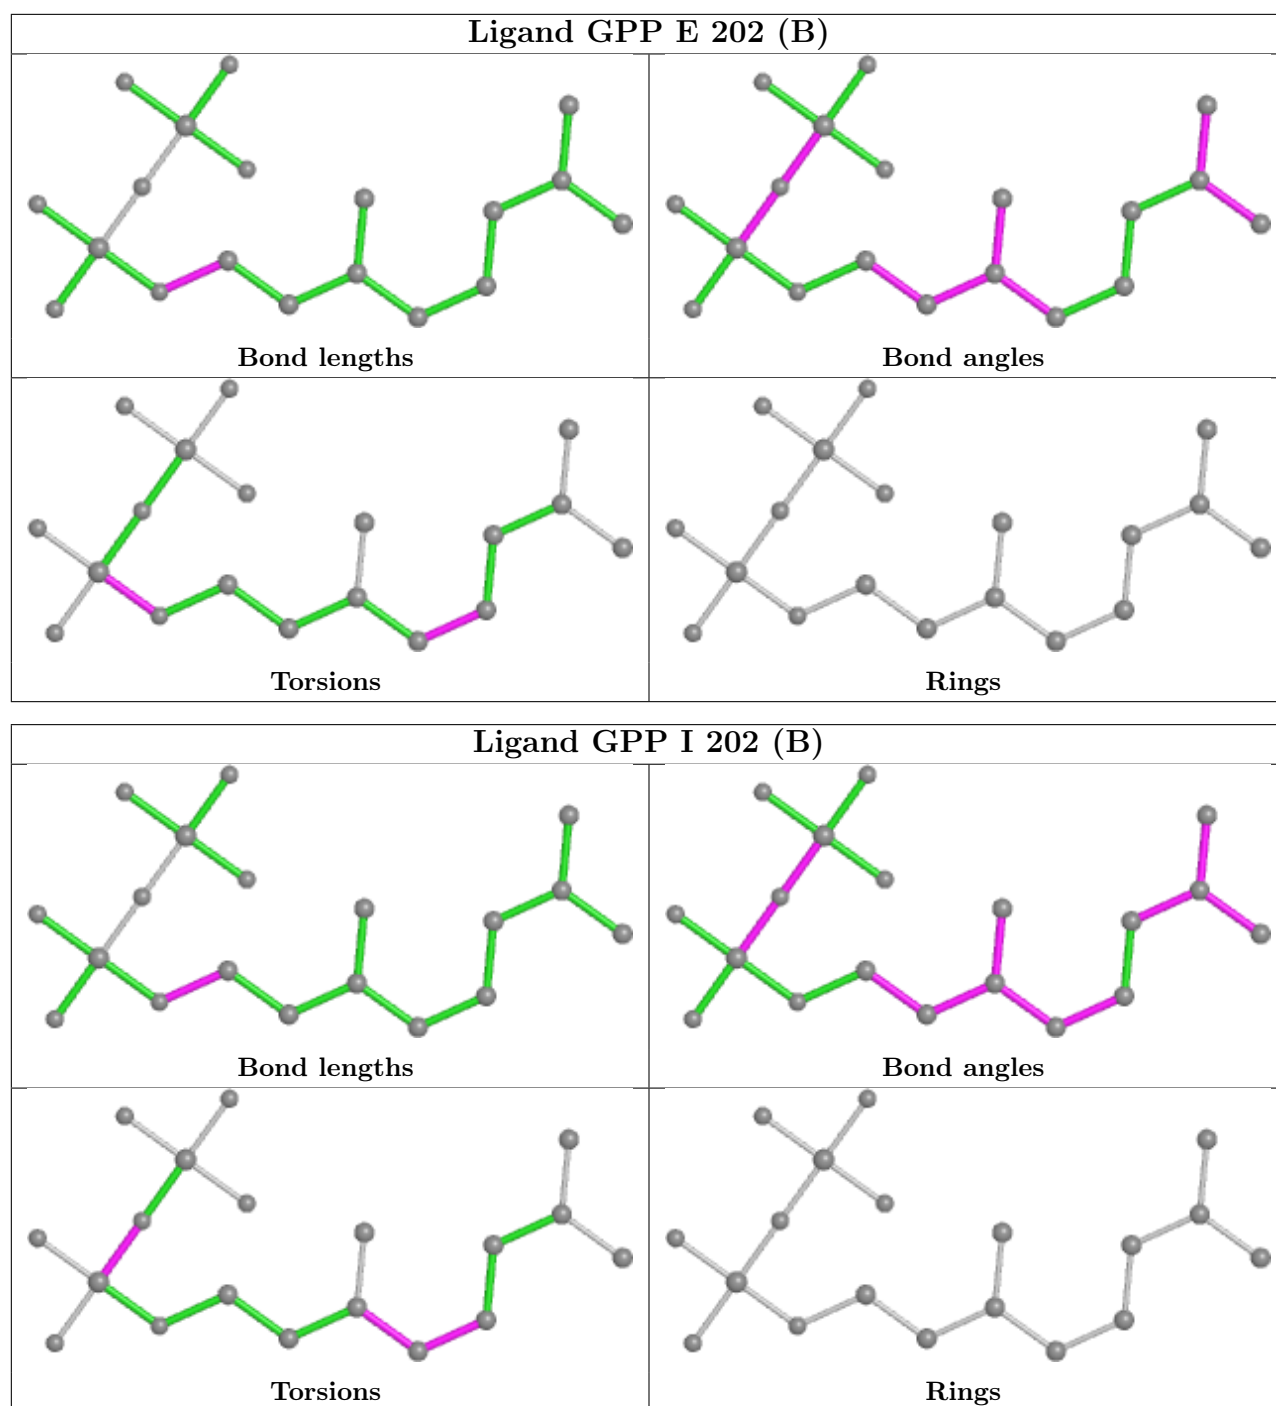 Ligand GPP E 202 (B)
Bond lengths
Bond angles
Torsions
Rings
Ligand GPP I 202 (B)
Bond lengths
Bond angles
Torsions
Rings